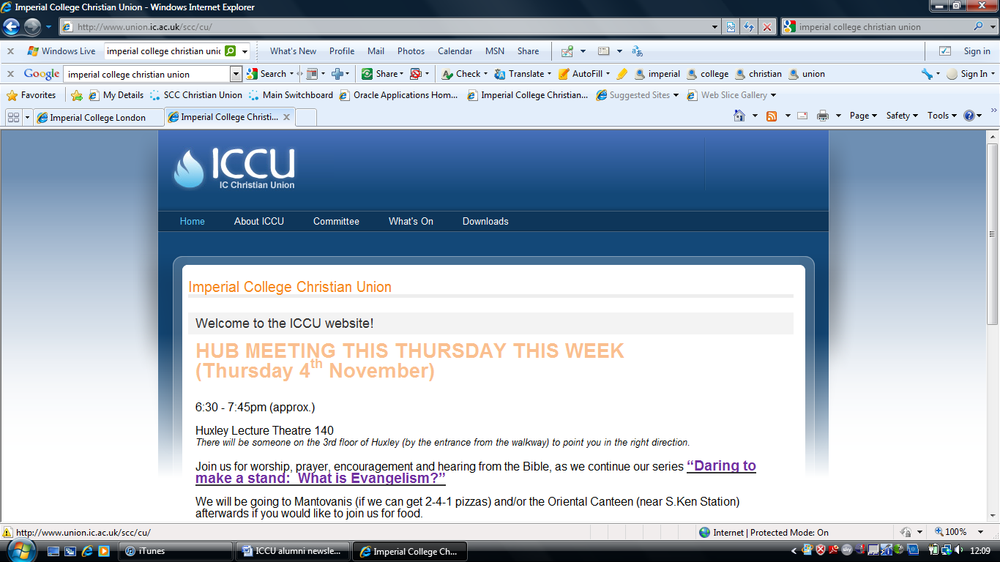 Imperial College Christian Union - Windows Internet Explorer
http://www.union.ic.ac.uk/scc/cu/
imperial college christian union
Windows Live
imperial college christian unic
What's New Profile Mail Photos Calendar MSN Share
Sign in
Google
imperial college christian union
Search Share Check Translate AutoFill imperial college christian union
Sign In
Favorites My Details SCC Christian Union Main Switchboard Oracle Applications Hom... Imperial College Christian... Suggested Sites Web Slice Gallery
Imperial College London
Imperial College Christi...
Page Safety Tools
ICCU
IC Christian Union
Home About ICCU Committee What's On Downloads
Imperial College Christian Union
Welcome to the ICCU website!
HUB MEETING THIS THURSDAY THIS WEEK
(Thursday 4th November)
6:30 - 7:45pm (approx.)
Huxley Lecture Theatre 140
There will be someone on the 3rd floor of Huxley (by the entrance from the walkway) to point you in the right direction.
Join us for worship, prayer, encouragement and hearing from the Bible, as we continue our series “Daring to
make a stand: What is Evangelism?”
We will be going to Mantovanis (if we can get 2-4-1 pizzas) and/or the Oriental Canteen (near S.Ken Station)
afterwards if you would like to join us for food.
http://www.union.ic.ac.uk/scc/cu/
Internet | Protected Mode: On
100%
iTunes
ICCU alumni newsle...
Imperial College Ch...
sky
12:09